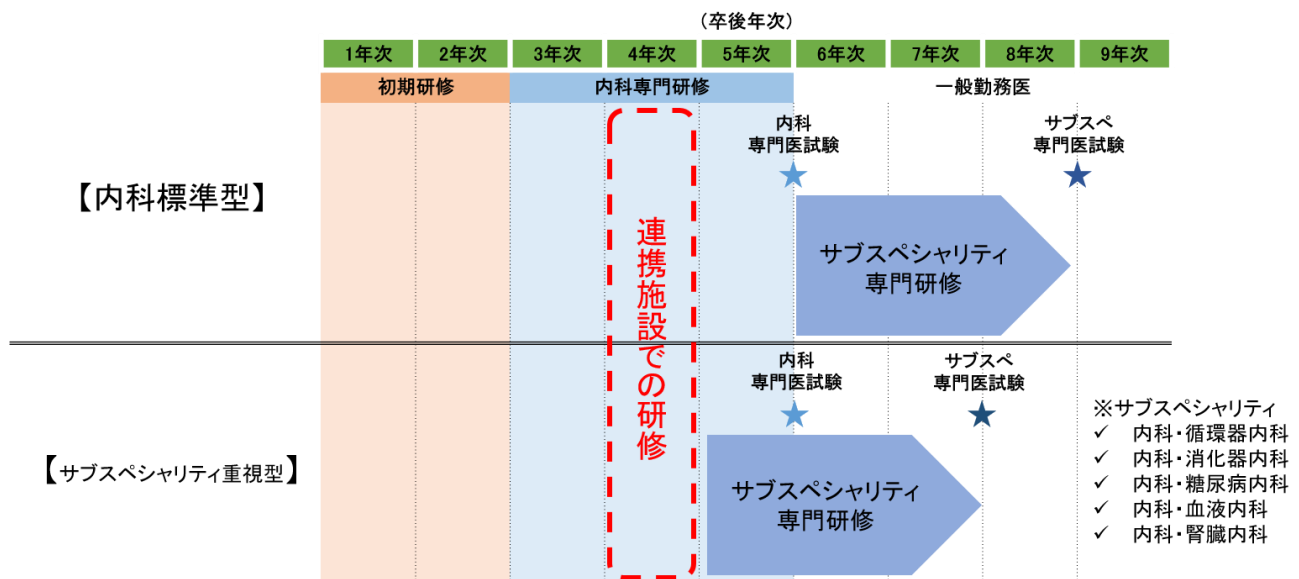 (卒後年次)
1年次 2年次 3年次 4年次 5年次 6年次 7年次 8年次 9年次
初期研修 内科専門研修 一般勤務医
【内科標準型】
連携施設での研修
内科
専門医試験
サブスペ
専門医試験
サブスペシャリティ
専門研修
【サブスペシャリティ重視型】
内科
専門医試験
サブスペ
専門医試験
サブスペシャリティ
専門研修
※サブスペシャリティ
✓ 内科・循環器内科
✓ 内科・消化器内科
✓ 内科・糖尿病内科
✓ 内科・血液内科
✓ 内科・腎臓内科